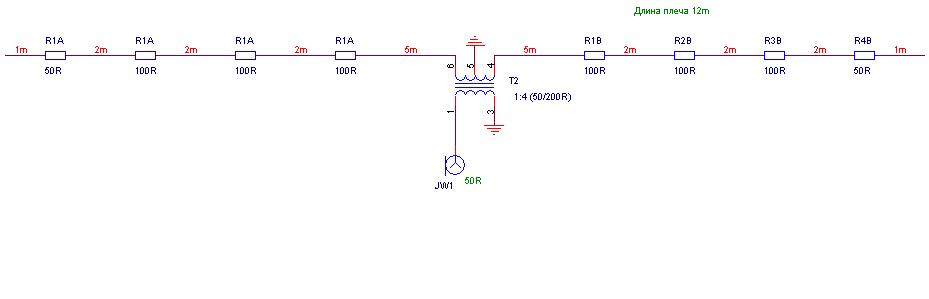 Длина плеча 12m
R1A R1A R1A R1A R1B R2B R3B R4B
1m 2m 2m 2m 5m 5m 2m 2m 2m 1m
50R 100R 100R 100R 6 5 4 100R 100R 100R 50R
T2
1:4 (50/200R)
1 3
50R
JW1